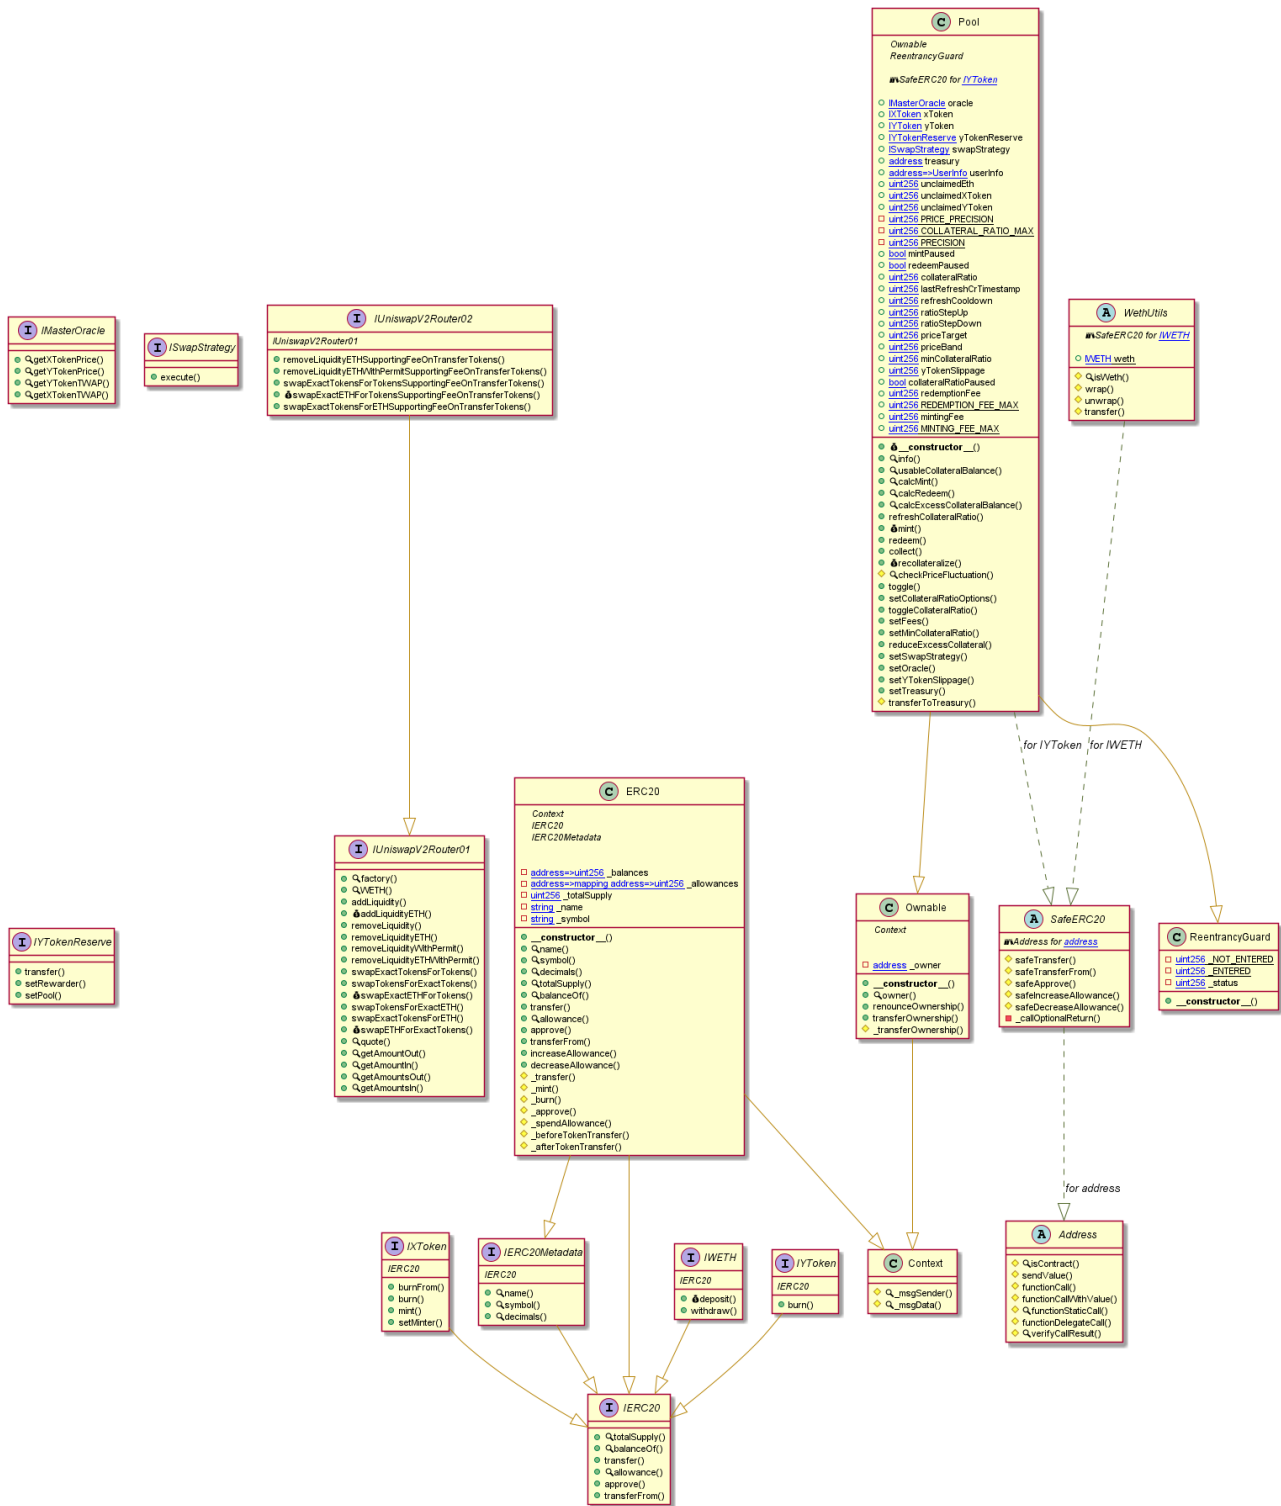 C Pool
Ownable
ReentrancyGuard
SafeERC20 for IYToken
IMasterOracle oracle
IXToken xToken
IYToken yToken
IYTokenReserve yTokenReserve
ISwapStrategy swapStrategy
address treasury
address=>UserInfo userInfo
uint256 unclaimedEth
uint256 unclaimedXToken
uint256 unclaimedYToken
uint256 PRICE_PRECISION
uint256 COLLATERAL_RATIO_MAX
uint256 PRECISION
bool mintPaused
bool redeemPaused
uint256 collateralRatio
uint256 lastRefreshCrTimestamp
uint256 refreshCooldown
uint256 ratioStepUp
uint256 ratioStepDown
uint256 priceTarget
uint256 priceBand
uint256 minCollateralRatio
uint256 yTokenSlippage
bool collateralRatioPaused
uint256 redemptionFee
uint256 REDEMPTION_FEE_MAX
uint256 mintingFee
uint256 MINTING_FEE_MAX
__constructor__()
info()
usableCollateralBalance()
calcMint()
calcRedeem()
calcExcessCollateralBalance()
refreshCollateralRatio()
mint()
redeem()
collect()
recollateralize()
checkPriceFluctuation()
toggle()
setCollateralRatioOptions()
toggleCollateralRatio()
setFees()
setMinCollateralRatio()
reduceExcessCollateral()
setSwapStrategy()
setOracle()
setYTokenSlippage()
setTreasury()
transferToTreasury()
I IMasterOracle
getXTokenPrice()
getYTokenPrice()
getYTokenTWAP()
getXTokenTWAP()
I ISwapStrategy
execute()
I IUniswapV2Router02
IUniswapV2Router01
removeLiquidityETHSupportingFeeOnTransferTokens()
removeLiquidityETHWithPermitSupportingFeeOnTransferTokens()
swapExactTokensForTokensSupportingFeeOnTransferTokens()
swapExactETHForTokensSupportingFeeOnTransferTokens()
swapExactTokensForETHSupportingFeeOnTransferTokens()
A WethUtils
SafeERC20 for IWETH
IWETH weth
isWeth()
wrap()
unwrap()
transfer()
for IYToken
for IWETH
I IYTokenReserve
transfer()
setRewarder()
setPool()
I IUniswapV2Router01
factory()
WETH()
addLiquidity()
addLiquidityETH()
removeLiquidity()
removeLiquidityETH()
removeLiquidityWithPermit()
removeLiquidityETHWithPermit()
swapExactTokensForTokens()
swapTokensForExactTokens()
swapExactETHForTokens()
swapTokensForExactETH()
swapExactTokensForETH()
swapETHForExactTokens()
quote()
getAmountOut()
getAmountIn()
getAmountsOut()
getAmountsIn()
C ERC20
Context
IERC20
IERC20Metadata
address=>uint256 _balances
address=>mapping address=>uint256 _allowances
uint256 _totalSupply
string _name
string _symbol
__constructor__()
name()
symbol()
decimals()
totalSupply()
balanceOf()
transfer()
allowance()
approve()
transferFrom()
increaseAllowance()
decreaseAllowance()
_transfer()
_mint()
_burn()
_approve()
_spendAllowance()
_beforeTokenTransfer()
_afterTokenTransfer()
C Ownable
Context
address _owner
__constructor__()
owner()
renounceOwnership()
transferOwnership()
_transferOwnership()
A SafeERC20
Address for address
safeTransfer()
safeTransferFrom()
safeApprove()
safeIncreaseAllowance()
safeDecreaseAllowance()
_callOptionalReturn()
C ReentrancyGuard
uint256 _NOT_ENTERED
uint256 _ENTERED
uint256 _status
__constructor__()
for address
I IXToken
IERC20
burnFrom()
burn()
mint()
setMinter()
I IERC20Metadata
IERC20
name()
symbol()
decimals()
I IWETH
IERC20
deposit()
withdraw()
I IYToken
IERC20
burn()
C Context
_msgSender()
_msgData()
A Address
isContract()
sendValue()
functionCall()
functionCallWithValue()
functionStaticCall()
functionDelegateCall()
verifyCallResult()
I IERC20
totalSupply()
balanceOf()
transfer()
allowance()
approve()
transferFrom()